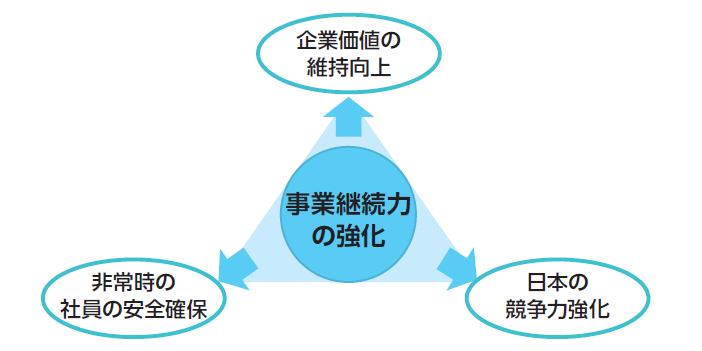 企業価値の
維持向上
事業継続力
の強化
非常時の
社員の安全確保
日本の
競争力強化